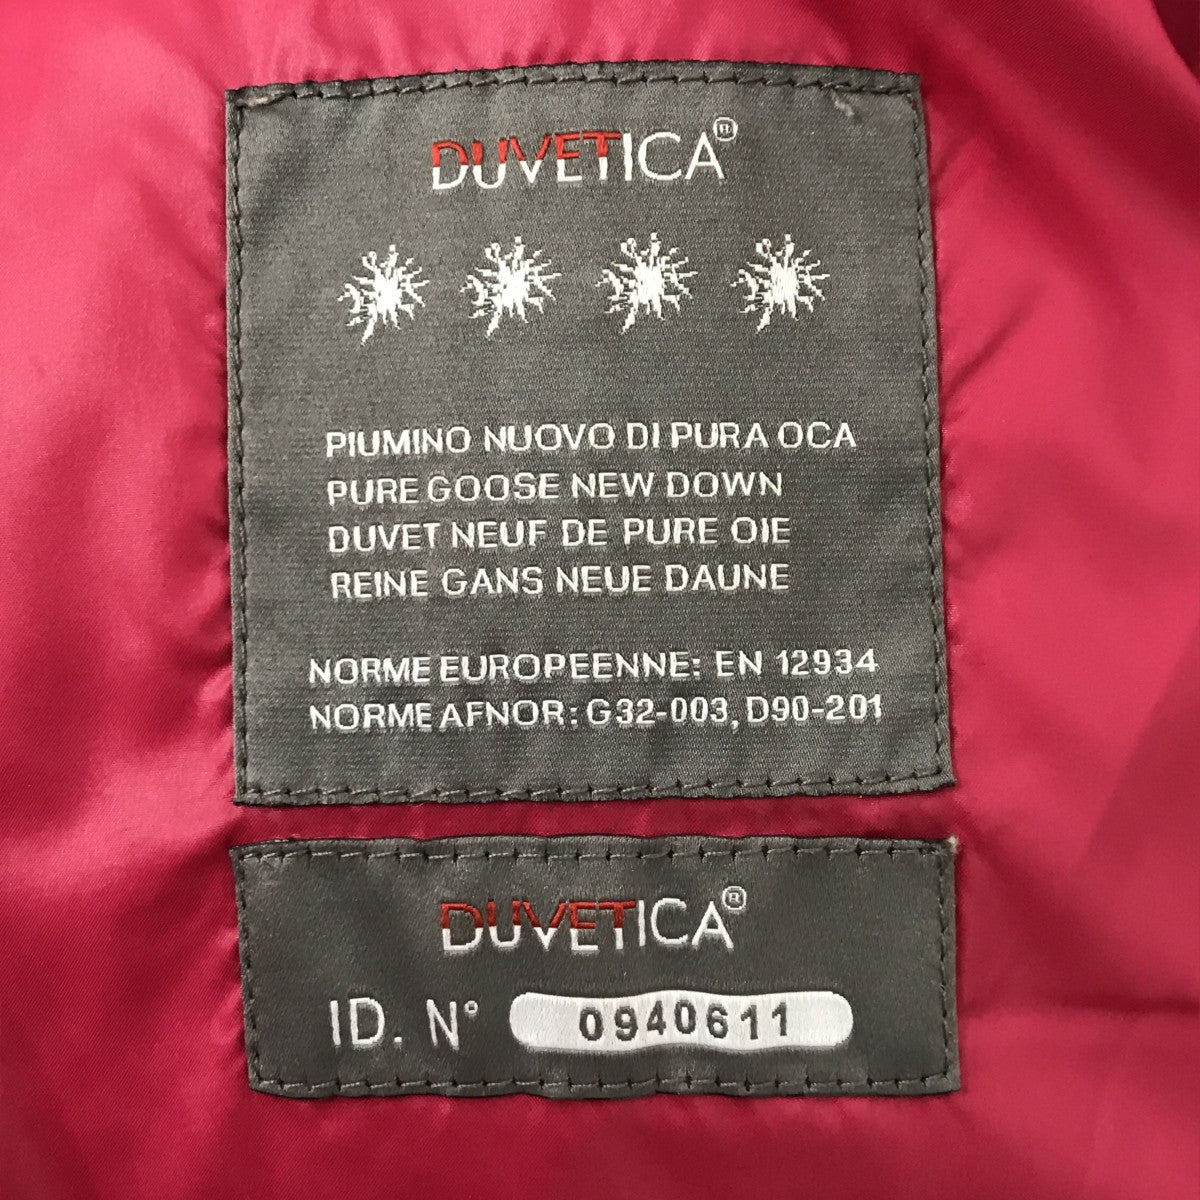 DUVETICA®
PIUMINO NUOVO DI PURA OCA
PURE GOOSE NEW DOWN
DUVET NEUF DE PURE OIE
REINE GANS NEUE DAUNE
NORME EUROPEENNE: EN 12934
NORME AFNOR: G32-003, D90-201
DUVETICA®
ID. N° 0940611